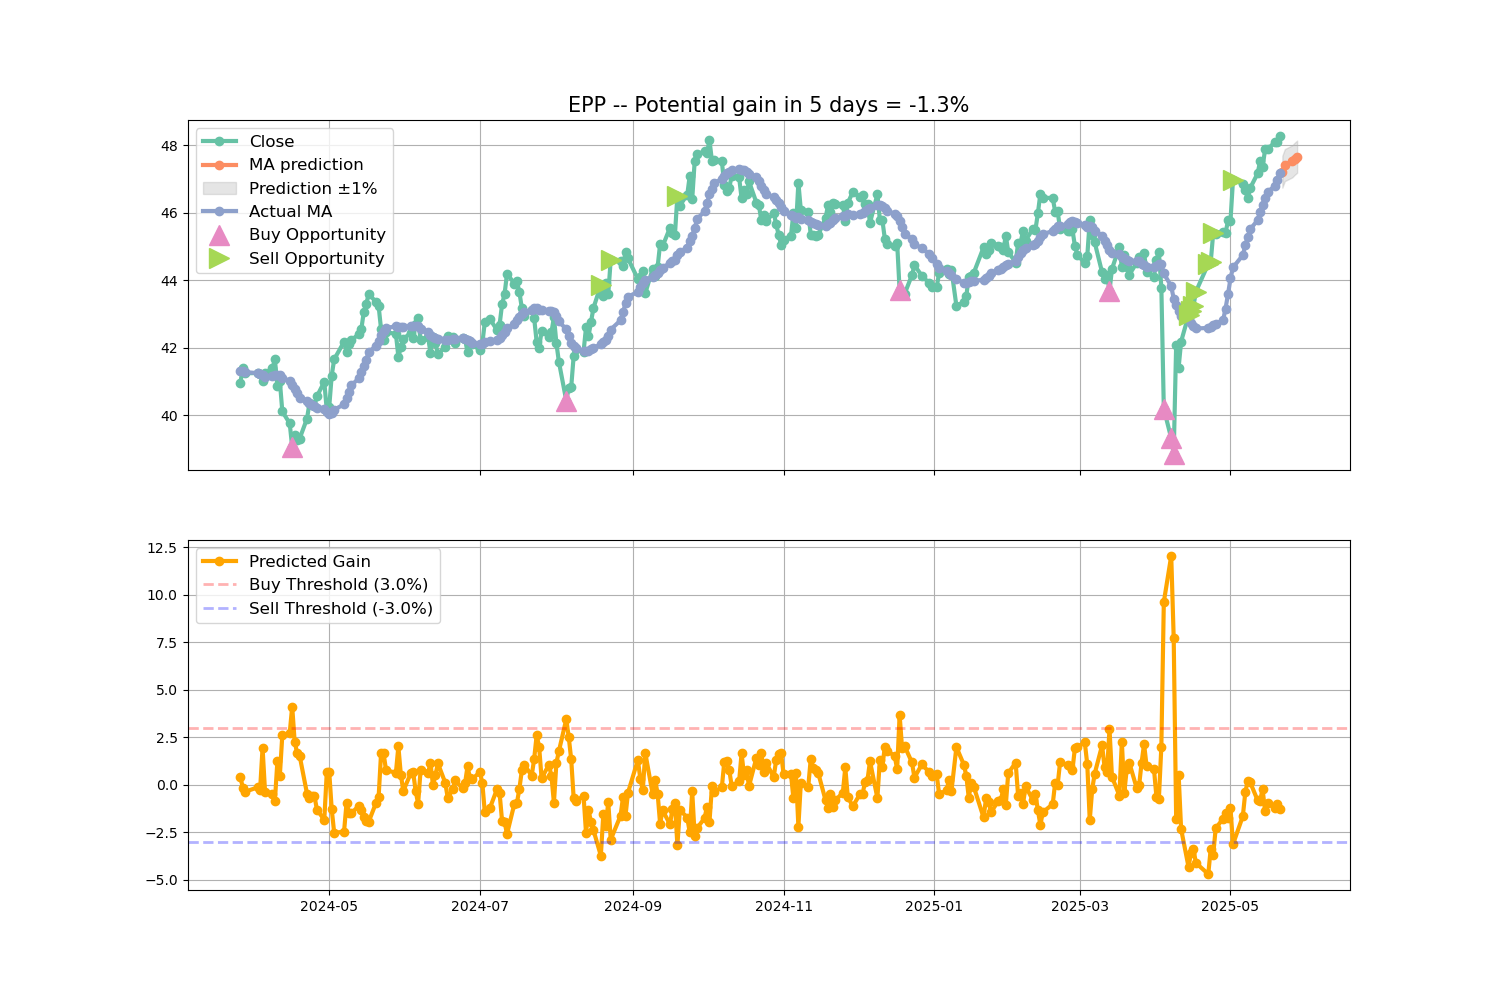 EPP -- Potential gain in 5 days = -1.3%
Close
MA prediction
Prediction ±1%
Actual MA
Buy Opportunity
Sell Opportunity
48
46
44
42
40
Predicted Gain
Buy Threshold (3.0%)
Sell Threshold (-3.0%)
12.5
10.0
7.5
5.0
2.5
0.0
−2.5
−5.0
2024-05 2024-07 2024-09 2024-11 2025-01 2025-03 2025-05